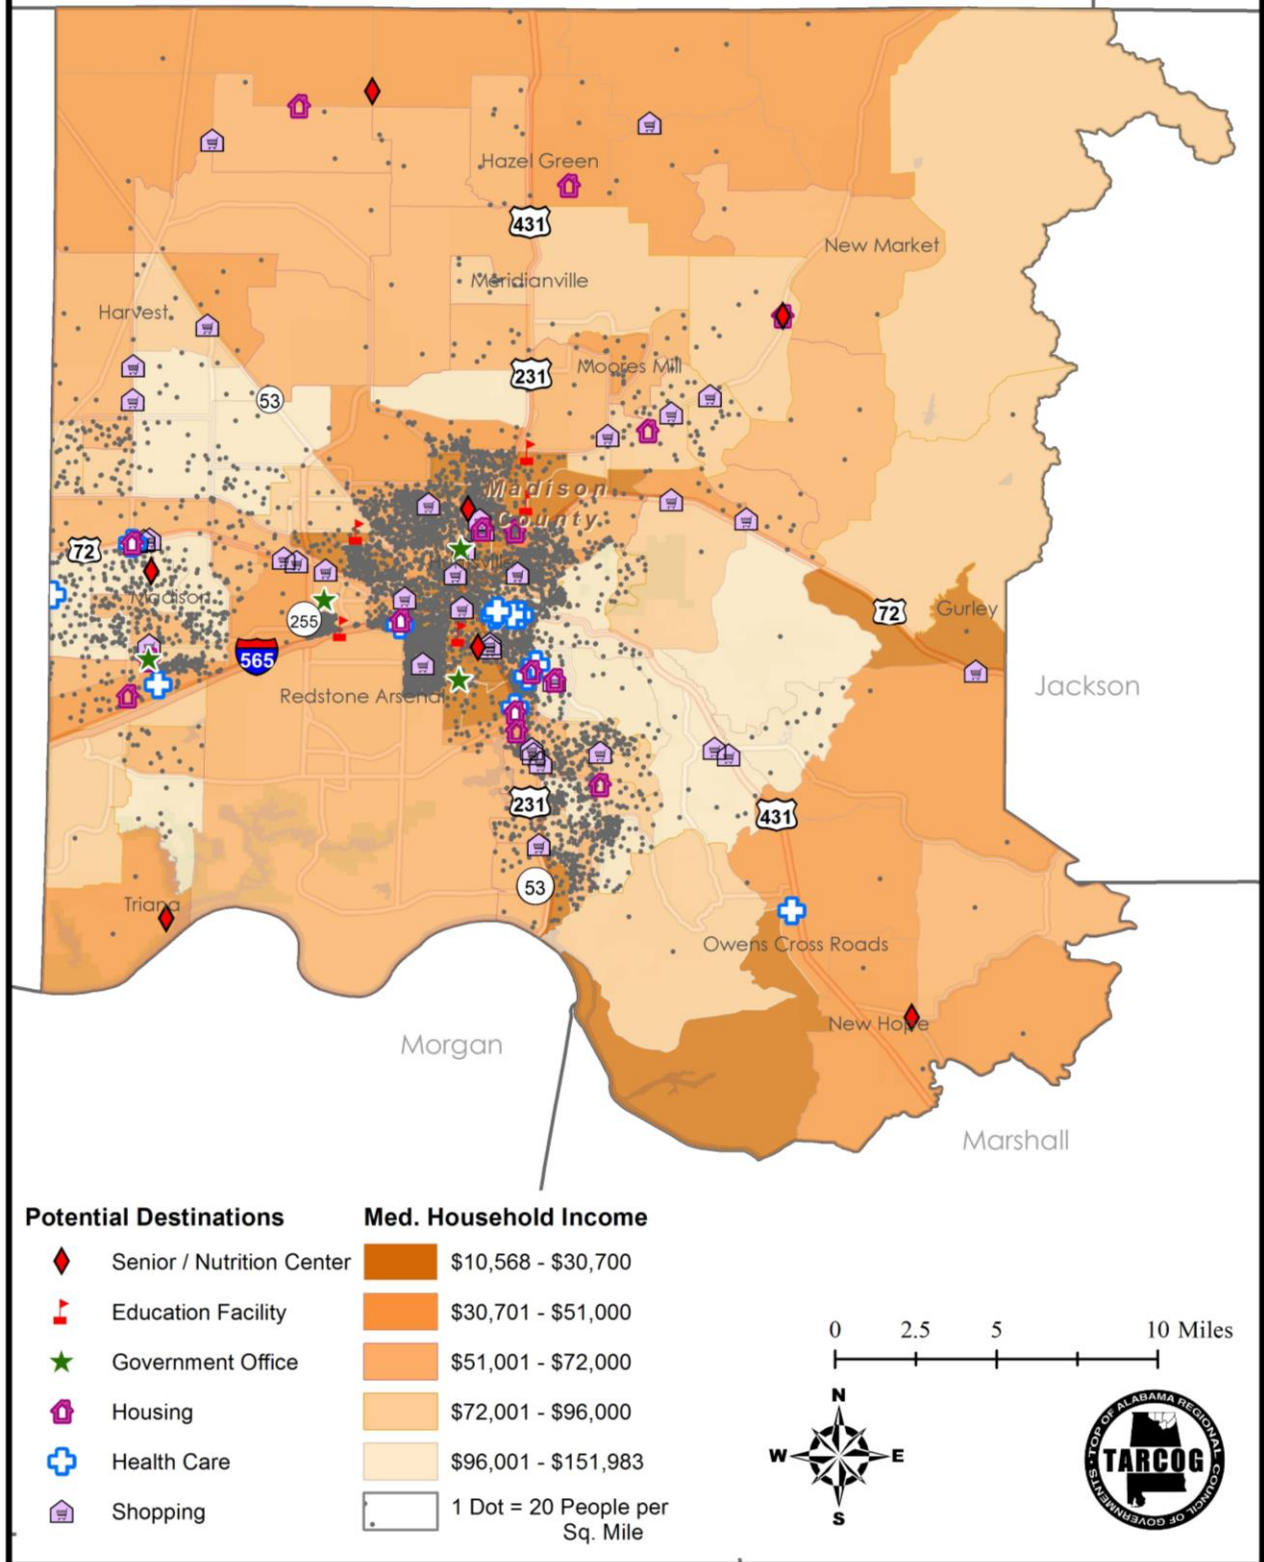 Hazel Green
431
New Market
Meridianville
Harvest
231
Moores Mill
53
Madison
County
72
Madison
255
565
72
Gurley
Redstone Arsenal
Jackson
231
431
53
Triana
Owens Cross Roads
New Hope
Morgan
Marshall
Potential Destinations
Senior / Nutrition Center
Education Facility
Government Office
Housing
Health Care
Shopping
Med. Household Income
$10,568 - $30,700
$30,701 - $51,000
$51,001 - $72,000
$72,001 - $96,000
$96,001 - $151,983
1 Dot = 20 People per
Sq. Mile
0 2.5 5 10 Miles
N
W E
S
TOP OF ALABAMA REGIONAL
TARCOG
COUNCIL OF GOVERNMENTS